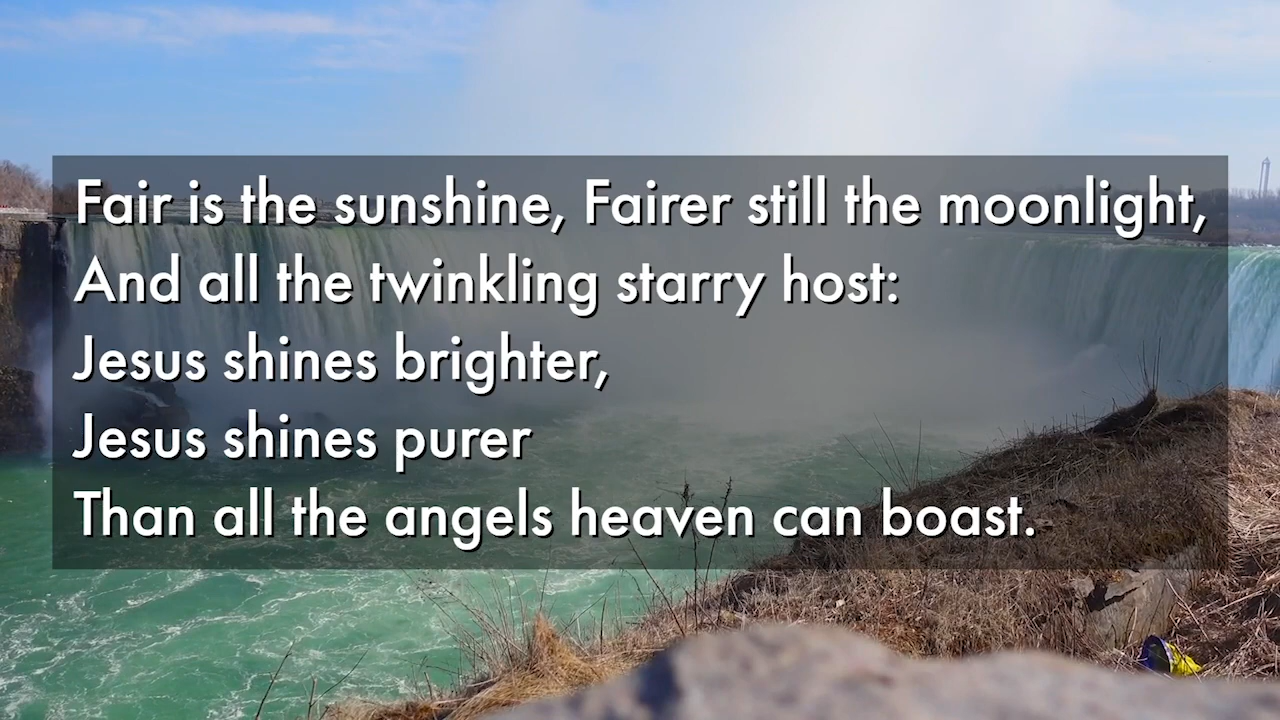 Fair is the sunshine, Fairer still the moonlight,
And all the twinkling starry host:
Jesus shines brighter,
Jesus shines purer
Than all the angels heaven can boast.